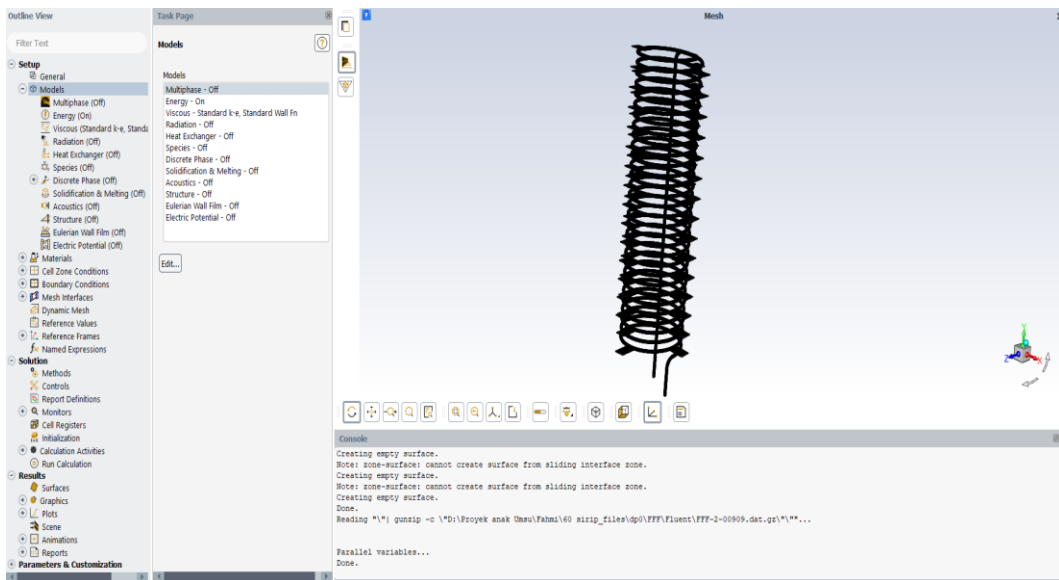 Outline View
Filter Text
Setup
General
Models
Multiphase (Off)
Energy (On)
Viscous (Standard k-e, Standa
Radiation (Off)
Heat Exchanger (Off)
Species (Off)
Discrete Phase (Off)
Solidification & Melting (Off)
Acoustics (Off)
Structure (Off)
Eulerian Wall Film (Off)
Electric Potential (Off)
Materials
Cell Zone Conditions
Boundary Conditions
Mesh Interfaces
Dynamic Mesh
Reference Values
Reference Frames
Named Expressions
Solution
Methods
Controls
Report Definitions
Monitors
Cell Registers
Initialization
Calculation Activities
Run Calculation
Results
Surfaces
Graphics
Plots
Scene
Animations
Reports
Parameters & Customization
Task Page
Models
Models
Multiphase - Off
Energy - On
Viscous - Standard k-e, Standard Wall Fn
Radiation - Off
Heat Exchanger - Off
Species - Off
Discrete Phase - Off
Solidification & Melting - Off
Acoustics - Off
Structure - Off
Eulerian Wall Film - Off
Electric Potential - Off
Edit...
Mesh
Y
Z
X
Console
Creating empty surface.
Note: zone-surface: cannot create surface from sliding interface zone.
Creating empty surface.
Note: zone-surface: cannot create surface from sliding interface zone.
Creating empty surface.
Done.
Reading "\"| gunzip -c \"D:\Proyek anak Umsu\Fahmi\60 sirip_files\dp0\FFF\Fluent\FFF-2-00909.dat.gz\"\""...
Parallel variables...
Done.